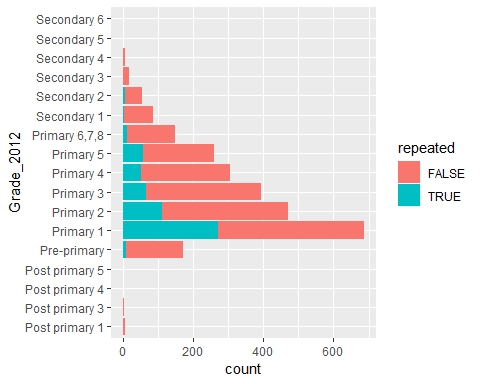 Grade_2012
Secondary 6
Secondary 5
Secondary 4
Secondary 3
Secondary 2
Secondary 1
Primary 6,7,8
Primary 5
Primary 4
Primary 3
Primary 2
Primary 1
Pre-primary
Post primary 5
Post primary 4
Post primary 3
Post primary 1
0 200 400 600
count
repeated
FALSE
TRUE